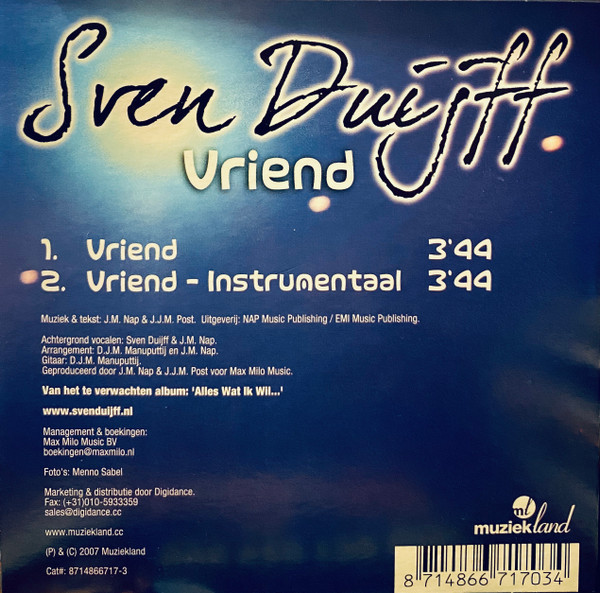 Sven Duijff
Vriend
1. Vriend 3'44
2. Vriend - Instrumentaal 3'44
Muziek & tekst: J.M. Nap & J.J.M. Post. Uitgeverij: NAP Music Publishing / EMI Music Publishing.
Achtergrond vocalen: Sven Duijff & J.M. Nap.
Arrangement: D.J.M. Manuputtij en J.M. Nap.
Gitaar: D.J.M. Manuputtij.
Geproduceerd door J.M. Nap & J.J.M. Post voor Max Milo Music.
Van het te verwachten album: 'Alles Wat Ik Wil...'
www.svenduijff.nl
Management & boekingen:
Max Milo Music BV
boekingen@maxmilo.nl
Foto's: Menno Sabel
Marketing & distributie door Digidance.
Fax: (+31)010-5933359
sales@digidance.cc
www.muziekland.cc
(P) & (C) 2007 Muziekland
Cat#: 8714866717-3
ml
muziekland
8 714866 717034